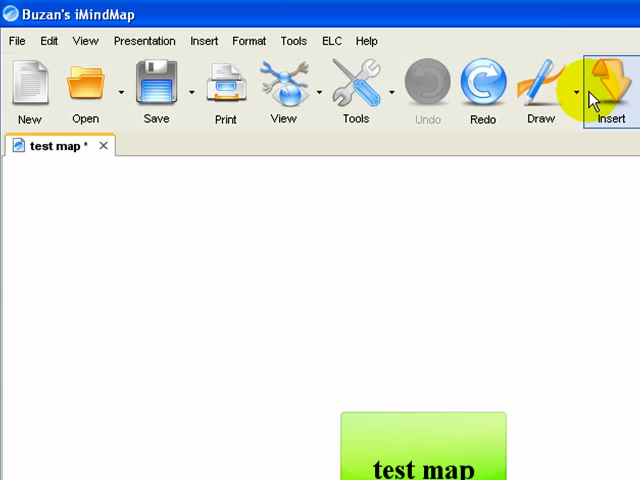 Buzan's iMindMap
File Edit View Presentation Insert Format Tools ELC Help
New Open Save Print View Tools Undo Redo Draw Insert
test map *
test map